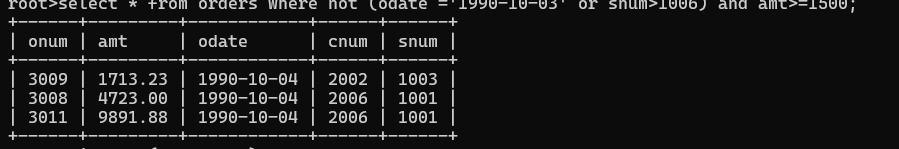 root>select * from orders where not (odate ='1990-10-03' or snum>1006) and amt>=1500;
+------+---------+------------+------+------+
| onum | amt     | odate      | cnum | snum |
+------+---------+------------+------+------+
| 3009 | 1713.23 | 1990-10-04 | 2002 | 1003 |
| 3008 | 4723.00 | 1990-10-04 | 2006 | 1001 |
| 3011 | 9891.88 | 1990-10-04 | 2006 | 1001 |
+------+---------+------------+------+------+